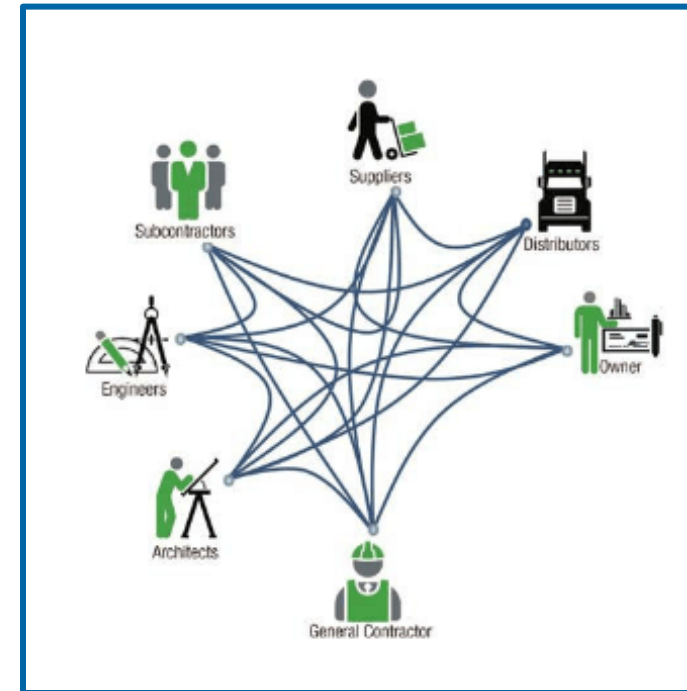 Suppliers
Subcontractors
Distributors
Owner
Engineers
Architects
General Contractor